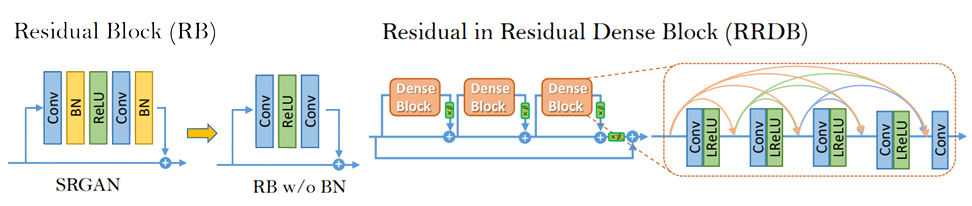 Residual Block (RB)
Residual in Residual Dense Block (RRDB)
Conv
BN
ReLU
Conv
BN
SRGAN
Conv
ReLU
Conv
RB w/o BN
Dense
Block
Dense
Block
Dense
Block
×β
×β
×β
×β
Conv
LReLU
Conv
LReLU
Conv
LReLU
Conv
LReLU
Conv